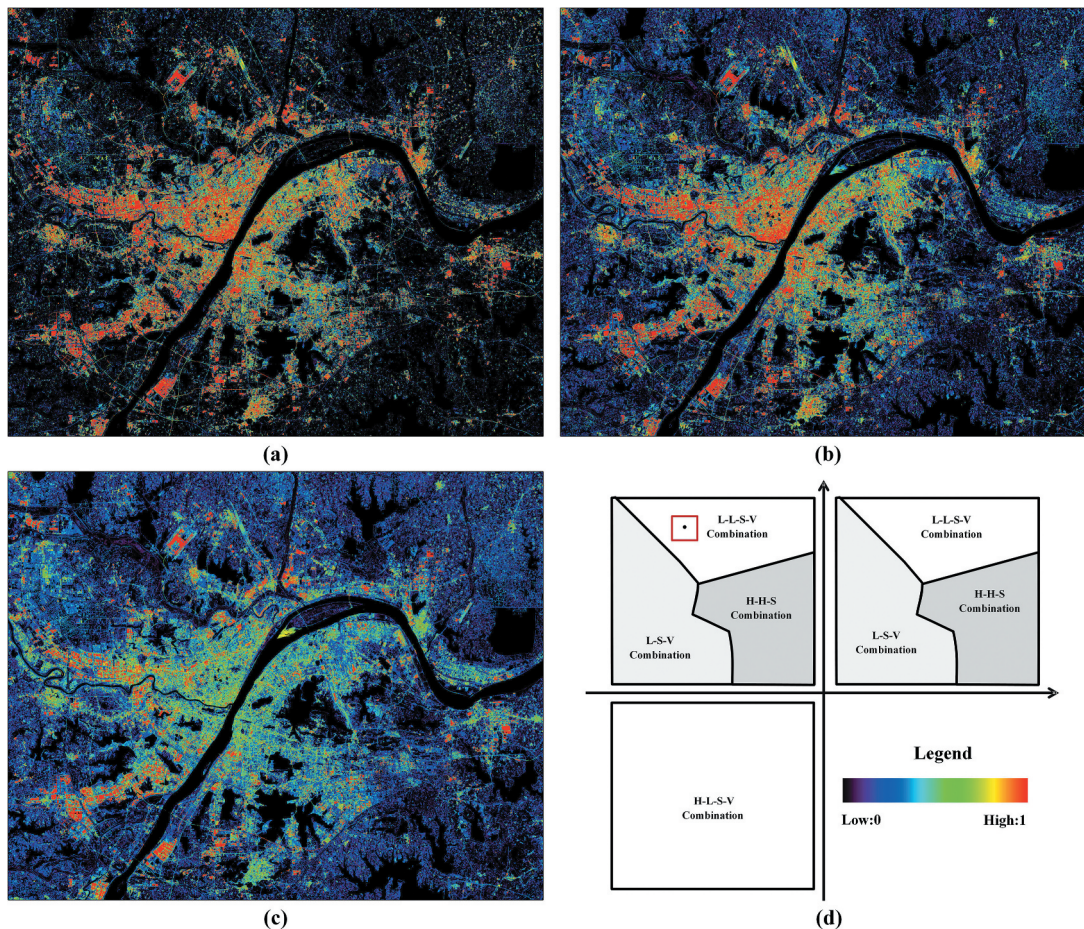 (a)
(b)
L-L-S-V
Combination
H-H-S
Combination
L-S-V
Combination
L-L-S-V
Combination
H-H-S
Combination
L-S-V
Combination
H-L-S-V
Combination
Legend
Low:0 High:1
(c)
(d)